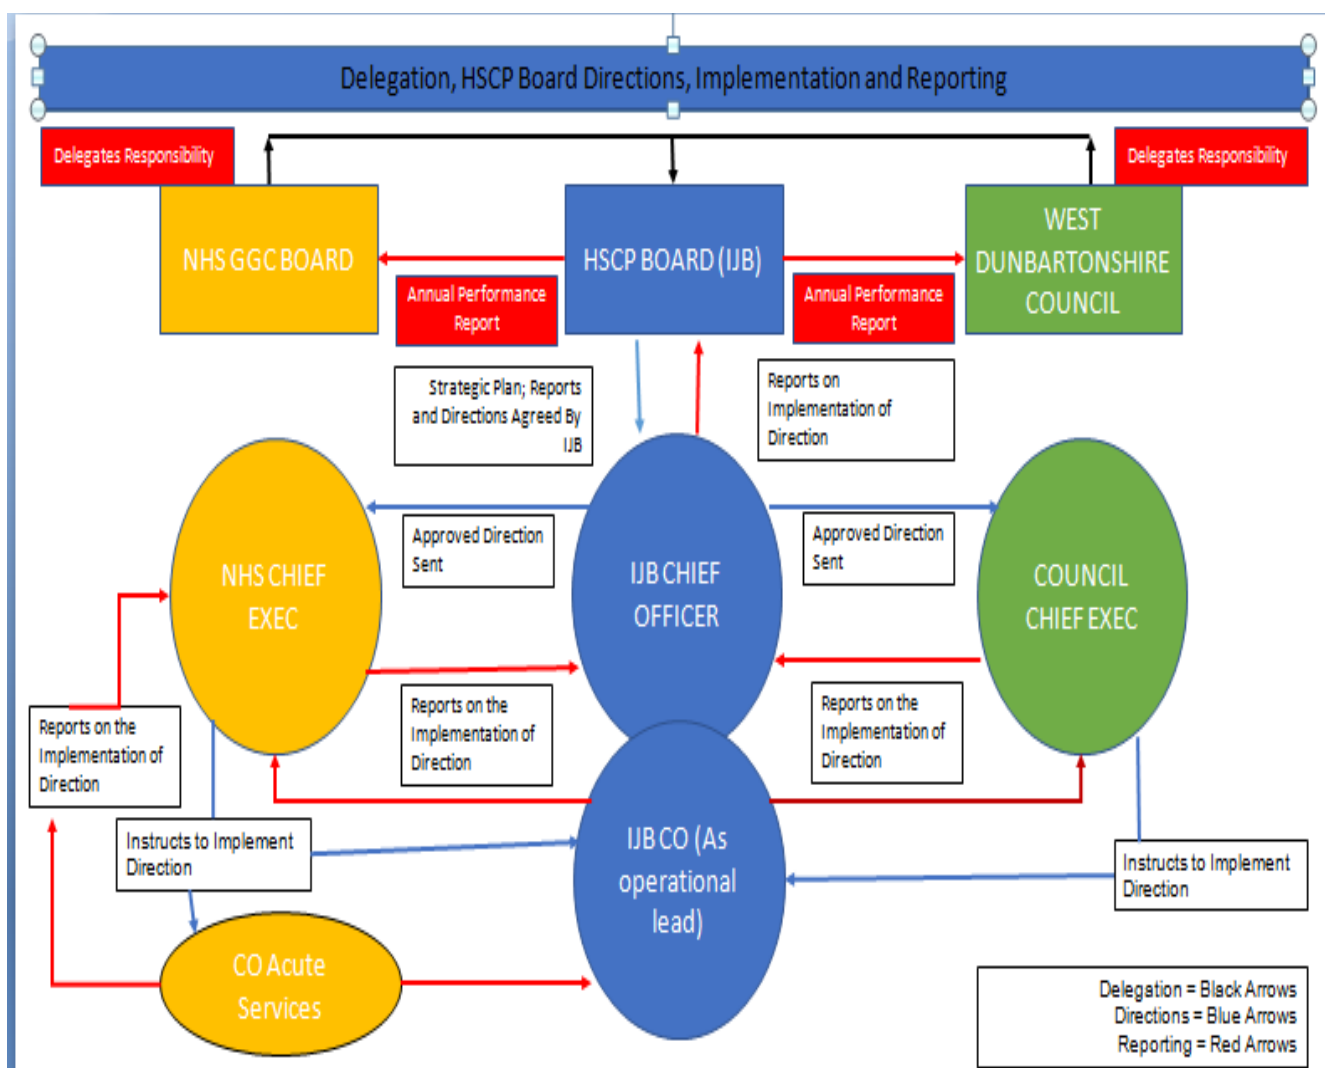 Delegation, HSCP Board Directions, Implementation and Reporting
Delegates Responsibility
Delegates Responsibility
NHS GGC BOARD
HSCP BOARD (IJB)
WEST
DUNBARTONSHIRE
COUNCIL
Annual Performance
Report
Annual Performance
Report
Strategic Plan; Reports
and Directions Agreed By
IJB
Reports on
Implementation of
Direction
NHS CHIEF
EXEC
Approved Direction
Sent
IJB CHIEF
OFFICER
Approved Direction
Sent
COUNCIL
CHIEF EXEC
Reports on the
Implementation of
Direction
Reports on the
Implementation of
Direction
Reports on the
Implementation of
Direction
Instructs to Implement
Direction
IJB CO (As
operational
lead)
Instructs to Implement
Direction
CO Acute
Services
Delegation = Black Arrows
Directions = Blue Arrows
Reporting = Red Arrows